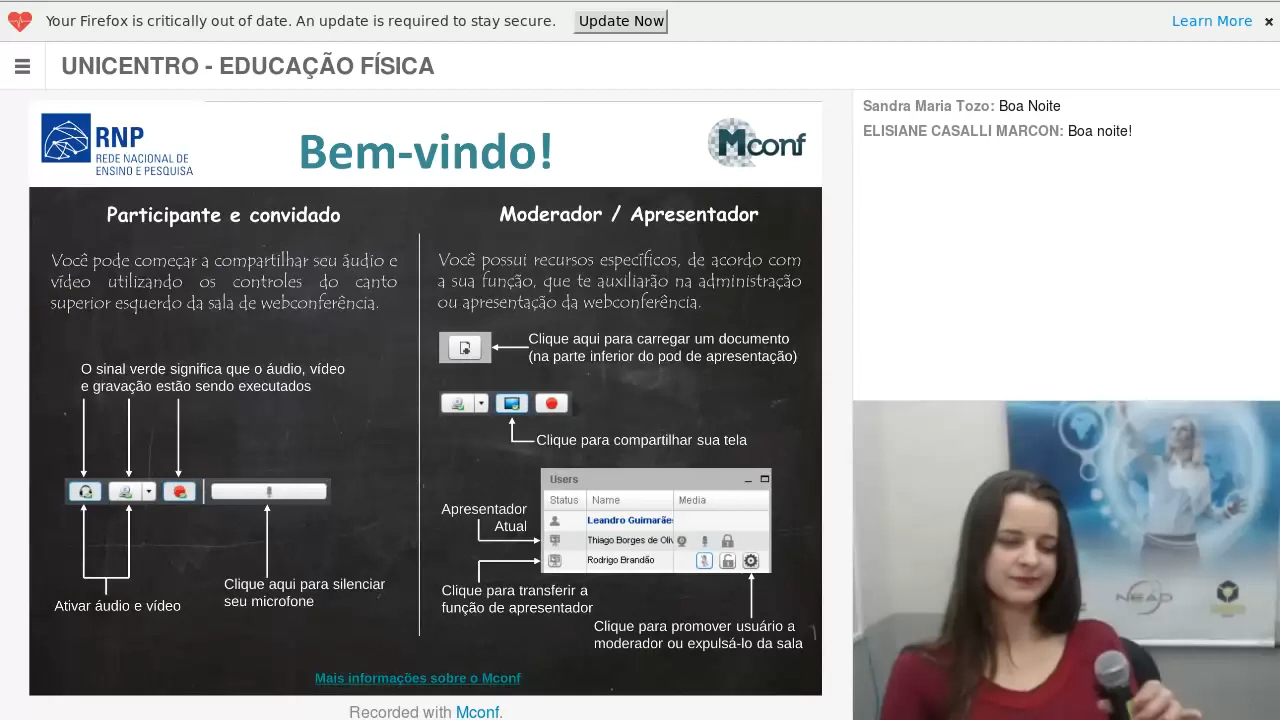 Your Firefox is critically out of date. An update is required to stay secure. Update Now Learn More ×
UNICENTRO - EDUCAÇÃO FÍSICA
RNP
REDE NACIONAL DE
ENSINO E PESQUISA
Bem-vindo!
Mconf
Participante e convidado
Você pode começar a compartilhar seu áudio e
vídeo utilizando os controles do canto
superior esquerdo da sala de webconferência.
O sinal verde significa que o áudio, vídeo
e gravação estão sendo executados
Ativar áudio e vídeo
Clique aqui para silenciar
seu microfone
Moderador / Apresentador
Você possui recursos específicos, de acordo com
a sua função, que te auxiliarão na administração
ou apresentação da webconferência.
Clique aqui para carregar um documento
(na parte inferior do pod de apresentação)
Clique para compartilhar sua tela
Users
Status Name Media
Leandro Guimarãe
Thiago Borges de Oliv
Rodrigo Brandão
Apresentador
Atual
Clique para transferir a
função de apresentador
Clique para promover usuário a
moderador ou expulsá-lo da sala
Mais informações sobre o Mconf
Recorded with Mconf.
Sandra Maria Tozo: Boa Noite
ELISIANE CASALLI MARCON: Boa noite!
NEAD